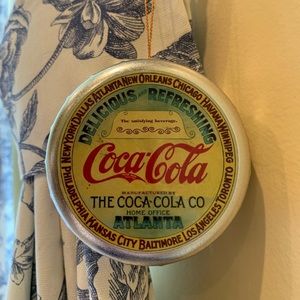 NEW YORK DALLAS ATLANTA NEW ORLEANS CHICAGO HAVANA WINNIPEG
DELICIOUS AND REFRESHING
The satisfying beverage.
Coca-Cola
MANUFACTURED BY
THE COCA-COLA CO
HOME OFFICE
ATLANTA
PHILADELPHIA KANSAS CITY BALTIMORE LOS ANGELES TORONTO